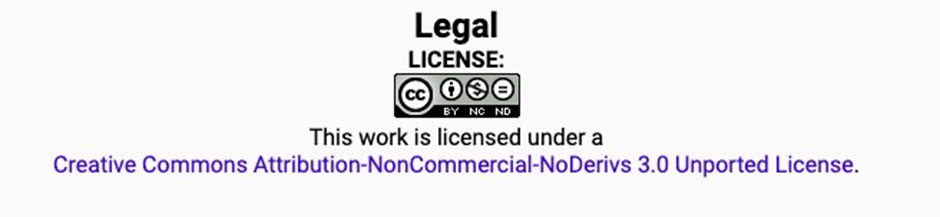 Legal
LICENSE:
cc BY NC ND
This work is licensed under a
Creative Commons Attribution-NonCommercial-NoDerivs 3.0 Unported License.